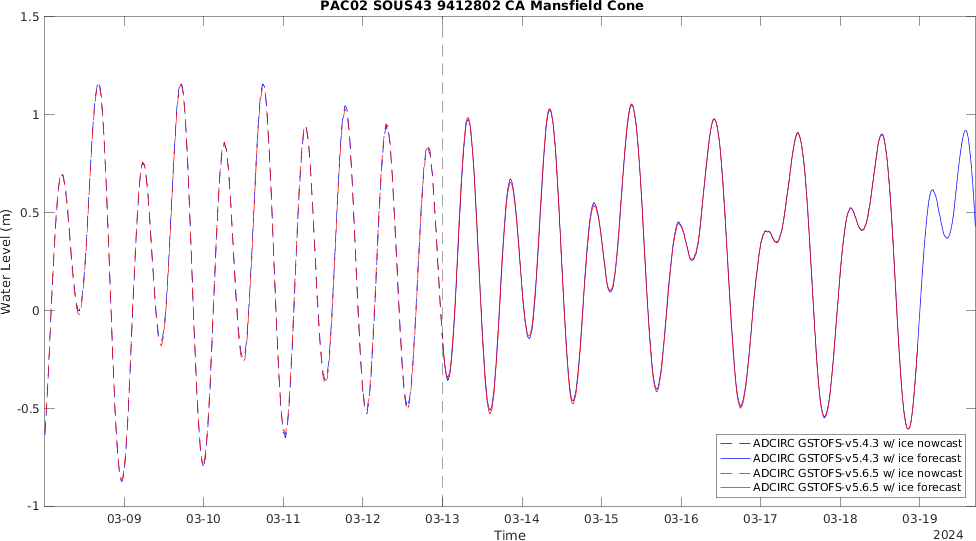 PAC02 SOUS43 9412802 CA Mansfield Cone
1.5
1
0.5
0
-0.5
-1
Water Level (m)
ADCIRC GSTOFS-v5.4.3 w/ ice nowcast
ADCIRC GSTOFS-v5.4.3 w/ ice forecast
ADCIRC GSTOFS-v5.6.5 w/ ice nowcast
ADCIRC GSTOFS-v5.6.5 w/ ice forecast
03-09 03-10 03-11 03-12 03-13 03-14 03-15 03-16 03-17 03-18 03-19
Time
2024